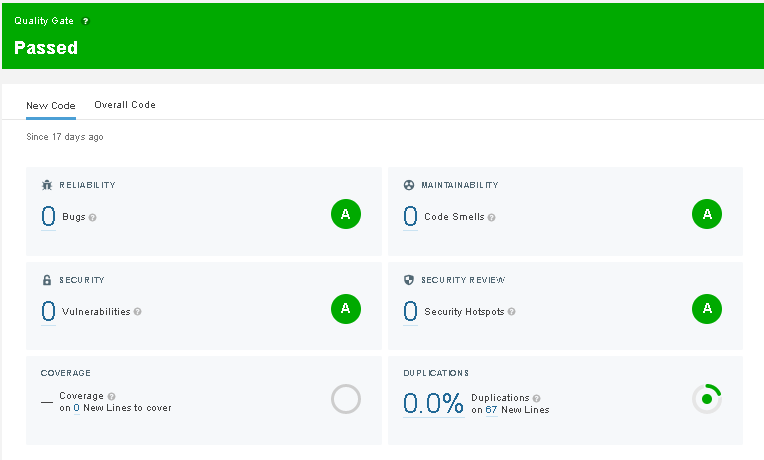 Quality Gate ?
Passed
New Code Overall Code
Since 17 days ago
RELIABILITY
0 Bugs ?
A
MAINTAINABILITY
0 Code Smells ?
A
SECURITY
0 Vulnerabilities ?
A
SECURITY REVIEW
0 Security Hotspots ?
A
COVERAGE
— Coverage ?
on 0 New Lines to cover
DUPLICATIONS
0.0% Duplications ?
on 67 New Lines